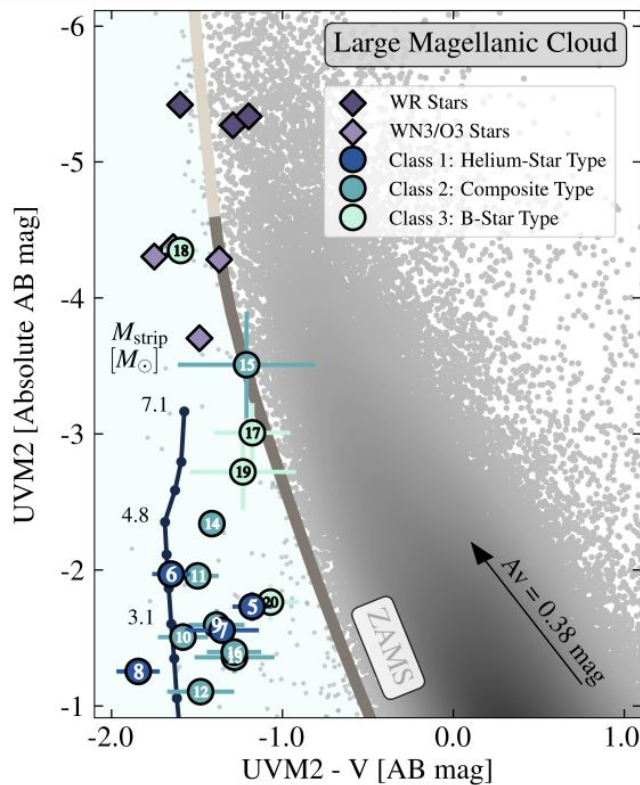 Large Magellanic Cloud
WR Stars
WN3/O3 Stars
Class 1: Helium-Star Type
Class 2: Composite Type
Class 3: B-Star Type
UVM2 [Absolute AB mag]
-6
-5
-4
-3
-2
-1
18
M_strip
[M_⊙]
15
7.1
17
19
4.8
14
6
11
5
20
3.1
9
7
10
16
8
12
ZAMS
Av = 0.38 mag
-2.0
-1.0
0.0
1.0
UVM2 - V [AB mag]